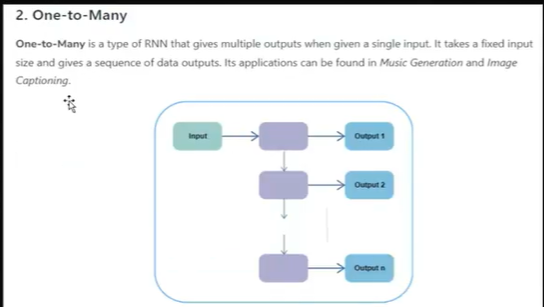 2. One-to-Many
One-to-Many is a type of RNN that gives multiple outputs when given a single input. It takes a fixed input
size and gives a sequence of data outputs. Its applications can be found in Music Generation and Image
Captioning.
Input
Output 1
Output 2
Output n